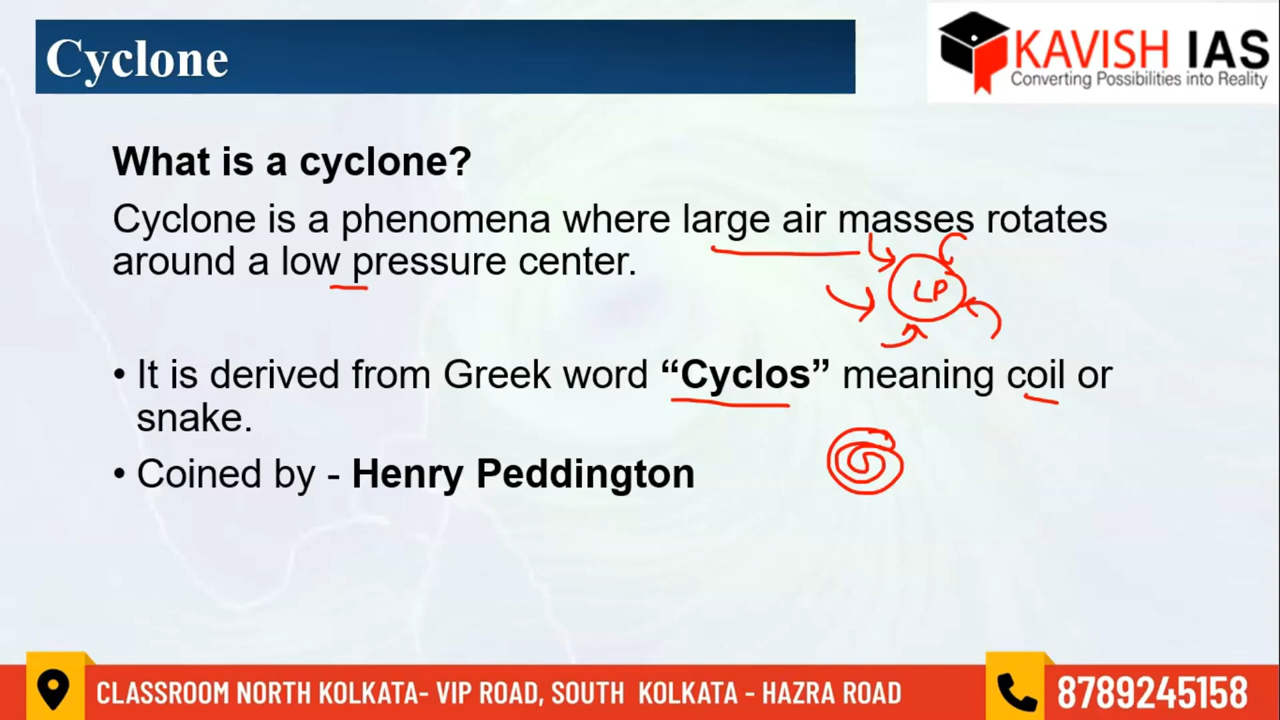 Cyclone
KAVISH IAS
Converting Possibilities into Reality
What is a cyclone?
Cyclone is a phenomena where large air masses rotates
around a low pressure center.
LP
• It is derived from Greek word “Cyclos” meaning coil or
snake.
• Coined by - Henry Peddington
CLASSROOM NORTH KOLKATA- VIP ROAD, SOUTH KOLKATA - HAZRA ROAD
8789245158